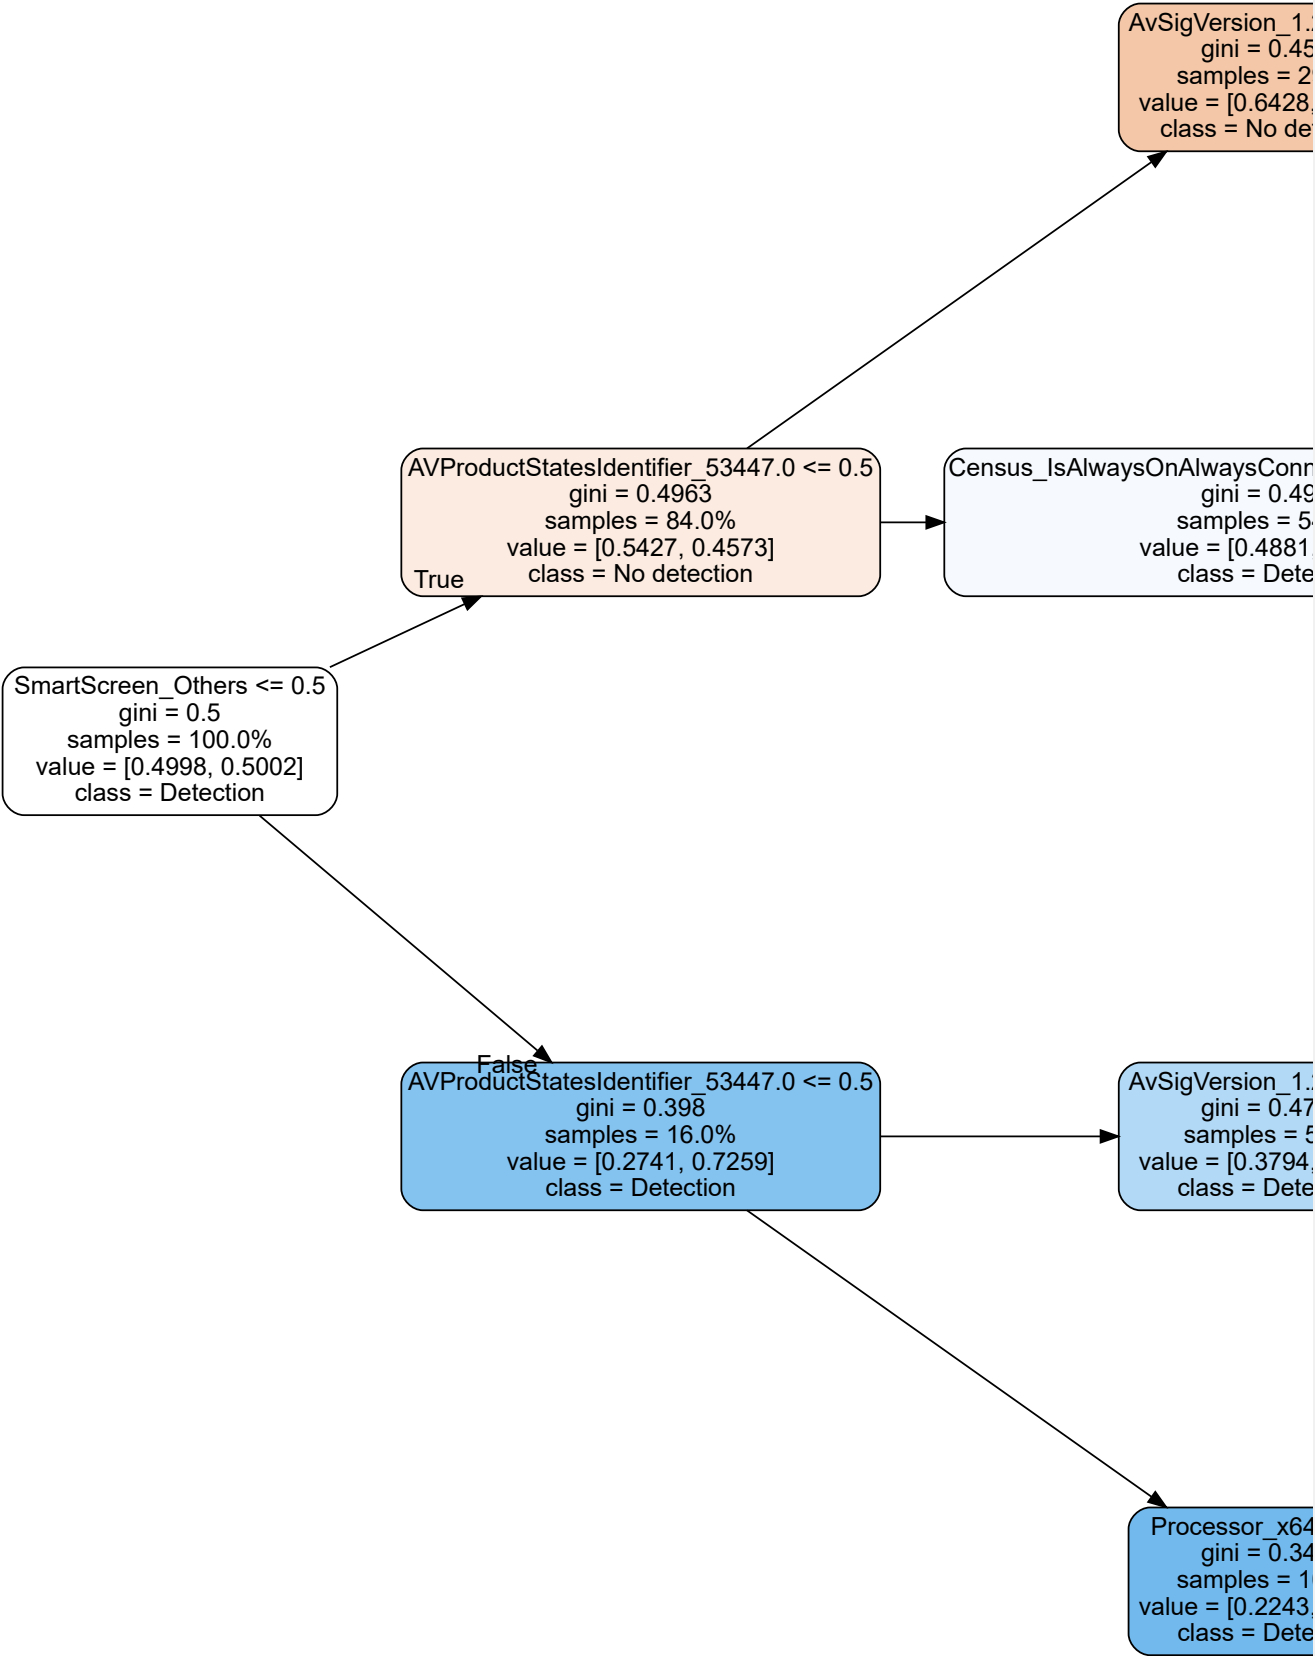 AvSigVersion_1.
gini = 0.45
samples = 2
value = [0.6428,
class = No de
AVProductStatesIdentifier_53447.0 <= 0.5
gini = 0.4963
samples = 84.0%
value = [0.5427, 0.4573]
class = No detection
Census_IsAlwaysOnAlwaysConn
gini = 0.49
samples = 5
value = [0.4881,
class = Dete
True
SmartScreen_Others <= 0.5
gini = 0.5
samples = 100.0%
value = [0.4998, 0.5002]
class = Detection
False
AVProductStatesIdentifier_53447.0 <= 0.5
gini = 0.398
samples = 16.0%
value = [0.2741, 0.7259]
class = Detection
AvSigVersion_1.
gini = 0.47
samples = 5
value = [0.3794,
class = Dete
Processor_x64
gini = 0.34
samples = 1
value = [0.2243,
class = Dete